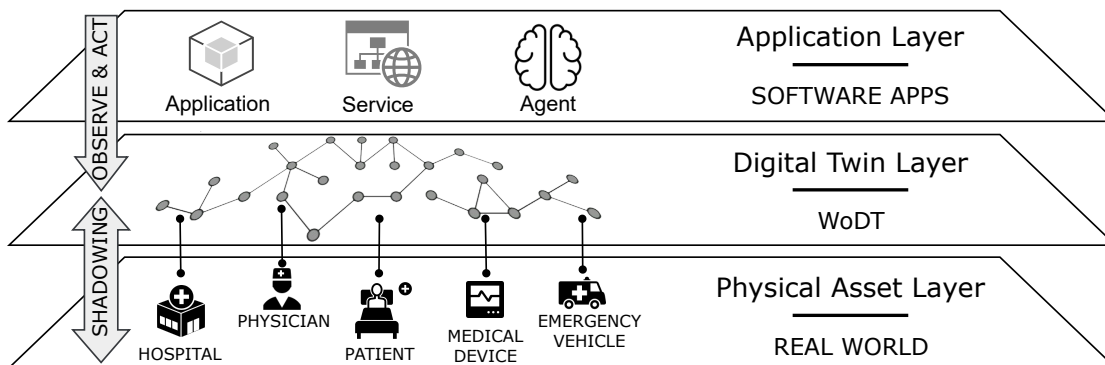 OBSERVE & ACT
Application
Service
Agent
Application Layer
SOFTWARE APPS
Digital Twin Layer
WoDT
SHADOWING
HOSPITAL
PHYSICIAN
PATIENT
MEDICAL
DEVICE
EMERGENCY
VEHICLE
Physical Asset Layer
REAL WORLD